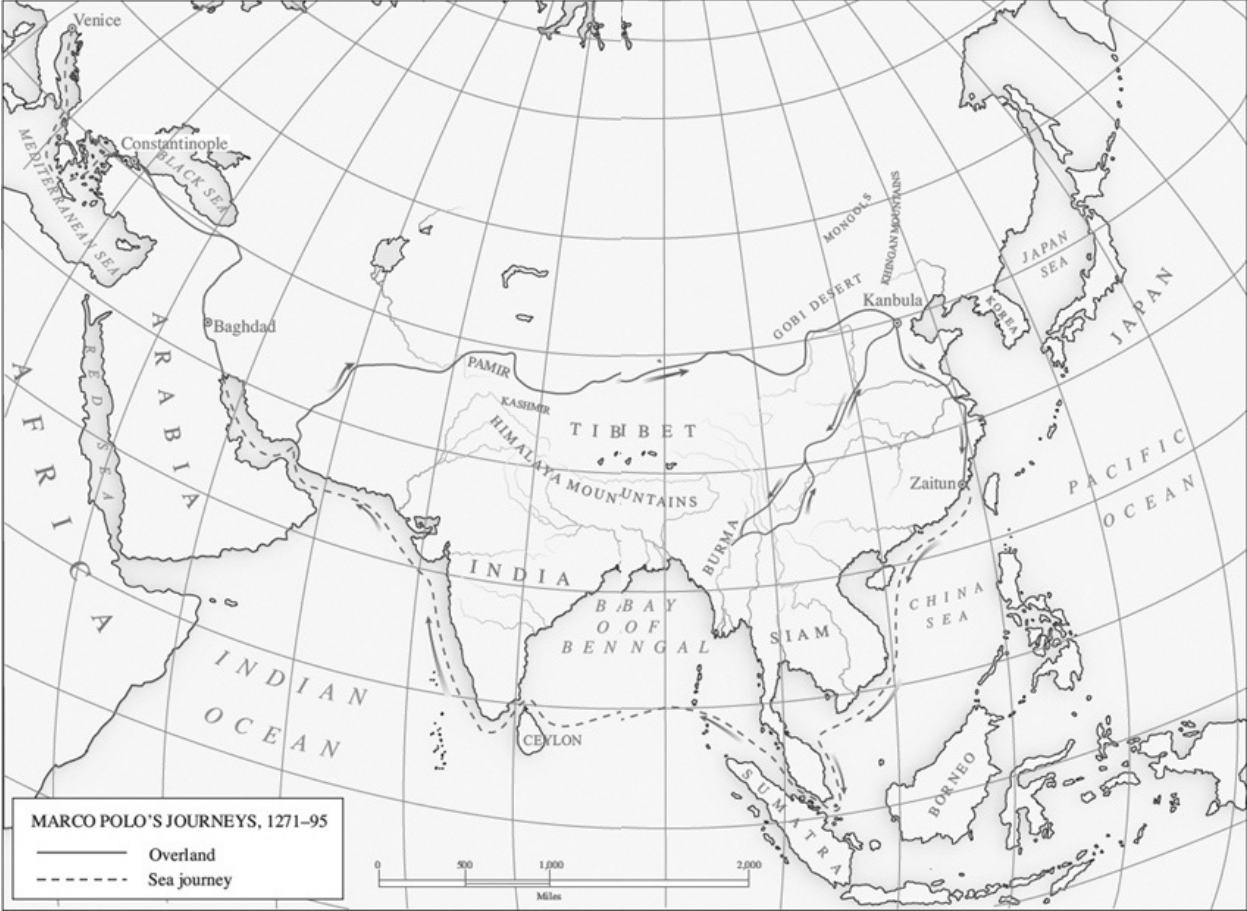 Venice
Constantinople
BLACK SEA
MEDITERRANEAN SEA
MONGOLS
KHINGAN MOUNTAINS
JAPAN
SEA
GOBI DESERT
Kanbula
KOREA
JAPAN
Baghdad
ARABIA
RED SEA
AFRICA
PAMIR
KASHMIR
TIBIBET
HIMALAYA MOUNUNTAINS
PACIFIC
OCEAN
Zaitun
BURMA
INDIA
BBAY
OOF
BENNGAL
CHINA
SEA
SIAM
INDIAN
OCEAN
CEYLON
SUMATRA
BORNEO
MARCO POLO'S JOURNEYS, 1271–95
Overland
Sea journey
0 500 1,000 2,000
Miles